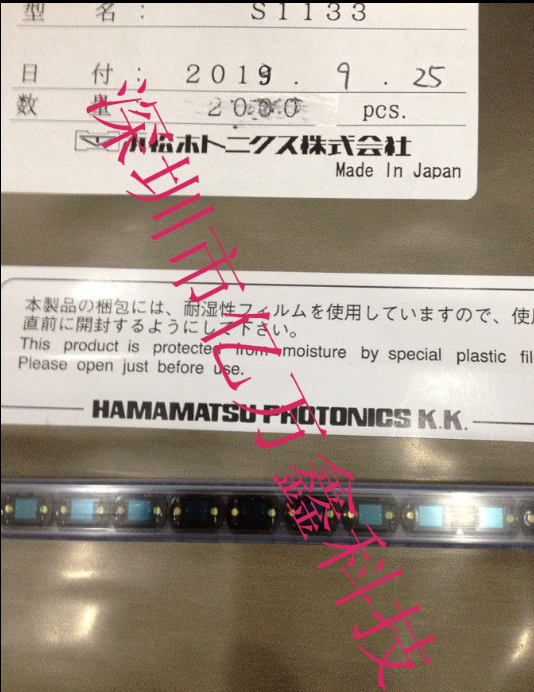 型 名 : S1133
日 付 : 2019 . 9 . 25
数 量 : 2000 pcs.
浜松ホトニクス株式会社
Made In Japan
本製品の梱包には、耐湿性フィルムを使用していますので、使
直前に開封するようにして下さい。
This product is protected from moisture by special plastic fil
Please open just before use.
HAMAMATSU PHOTONICS K.K.
深圳市亿万鑫科技